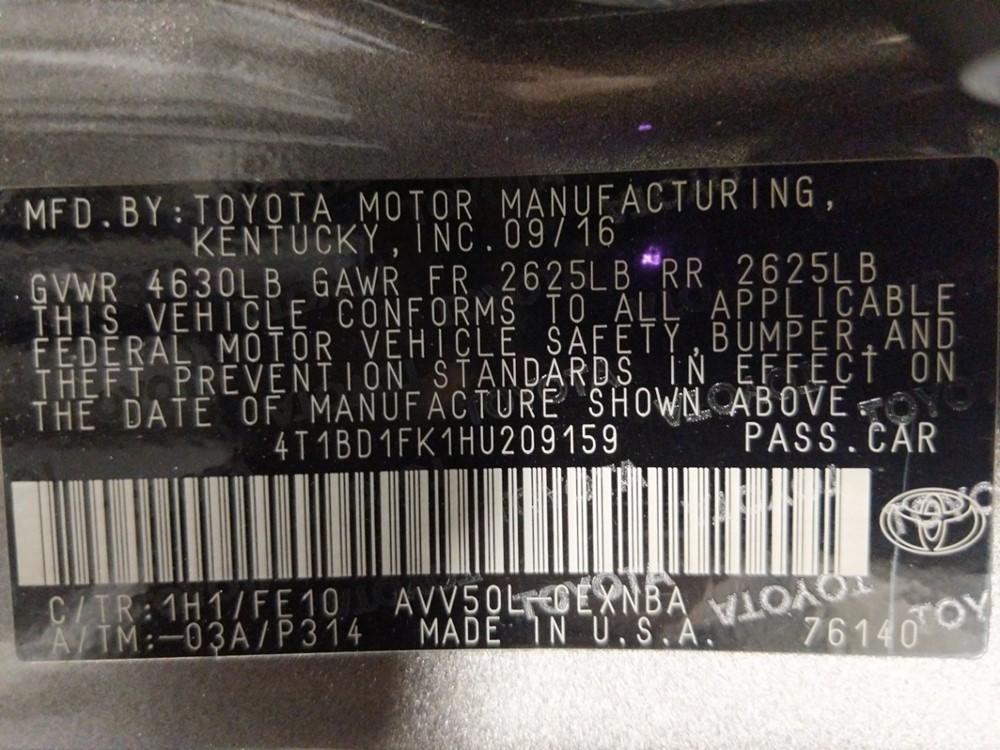 MFD.BY:TOYOTA MOTOR MANUFACTURING,
KENTUCKY,INC.09/16
GVWR 4630LB GAWR FR 2625LB RR 2625LB
THIS VEHICLE CONFORMS TO ALL APPLICABLE
FEDERAL MOTOR VEHICLE SAFETY,BUMPER,AND
THEFT PREVENTION STANDARDS IN EFFECT ON
THE DATE OF MANUFACTURE SHOWN ABOVE.
4T1BD1FK1HU209159 PASS.CAR
C/TR:1H1/FE10 AVV50L-CEXNBA
A/TM:-03A/P314 MADE IN U.S.A. 76140